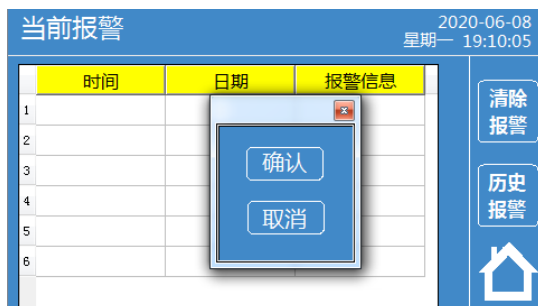 当前报警
2020-06-08
星期一 19:10:05
时间 日期 报警信息
1
2
3
4
5
6
确认
取消
清除
报警
历史
报警